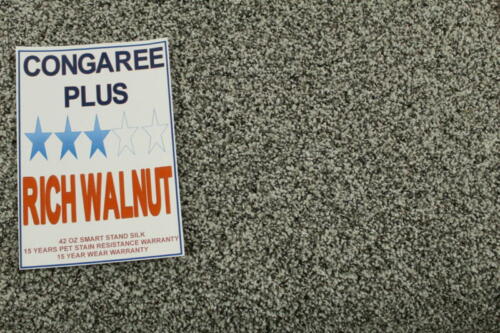 CONGAREE
PLUS
RICH WALNUT
42 OZ SMART STAND SILK
15 YEARS PET STAIN RESISTANCE WARRANTY
15 YEAR WEAR WARRANTY